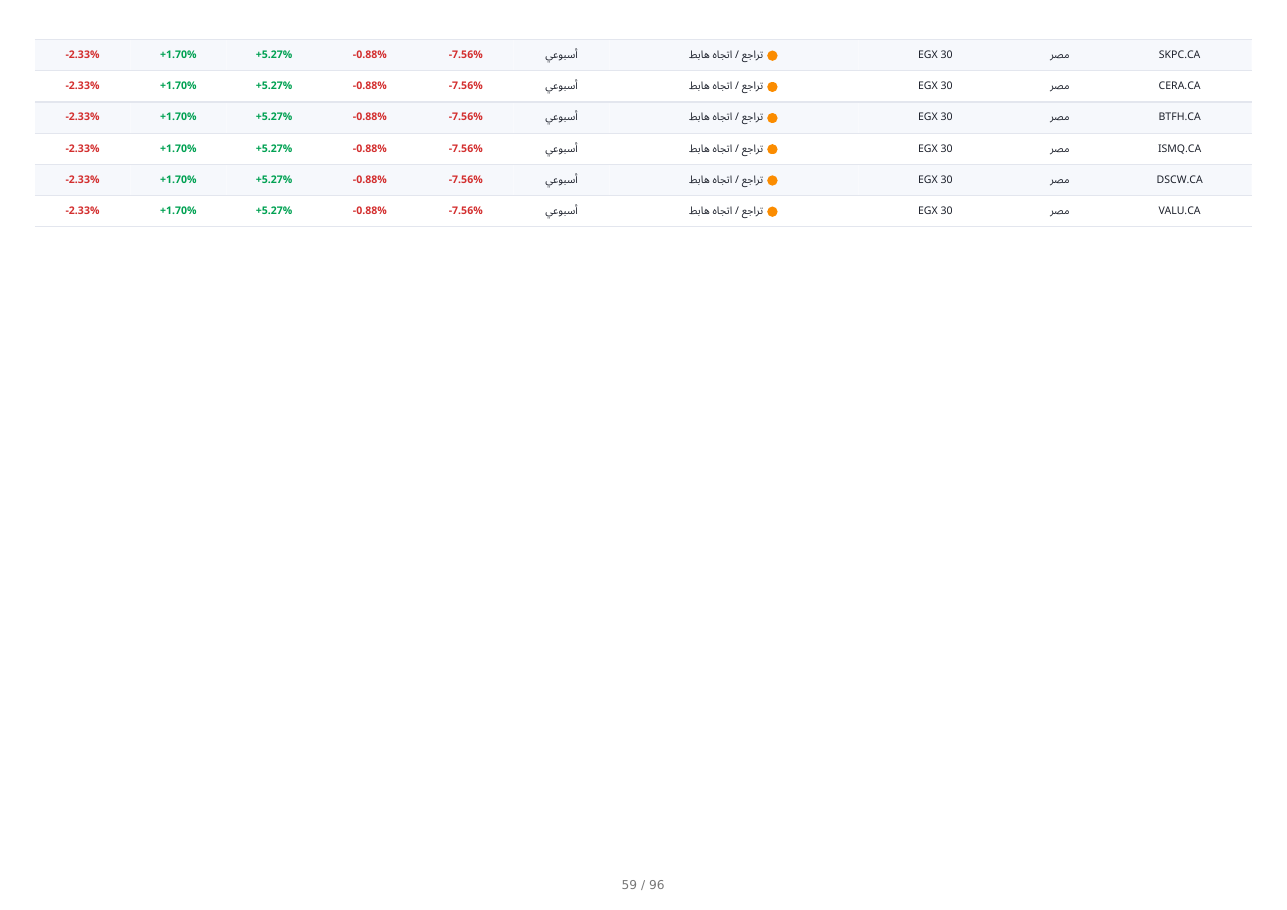 SKPC.CA مصر EGX 30 تراجع / اتجاه هابط أسبوعي -7.56% -0.88% +5.27% +1.70% -2.33%
CERA.CA مصر EGX 30 تراجع / اتجاه هابط أسبوعي -7.56% -0.88% +5.27% +1.70% -2.33%
BTFH.CA مصر EGX 30 تراجع / اتجاه هابط أسبوعي -7.56% -0.88% +5.27% +1.70% -2.33%
ISMQ.CA مصر EGX 30 تراجع / اتجاه هابط أسبوعي -7.56% -0.88% +5.27% +1.70% -2.33%
DSCW.CA مصر EGX 30 تراجع / اتجاه هابط أسبوعي -7.56% -0.88% +5.27% +1.70% -2.33%
VALU.CA مصر EGX 30 تراجع / اتجاه هابط أسبوعي -7.56% -0.88% +5.27% +1.70% -2.33%
59 / 96